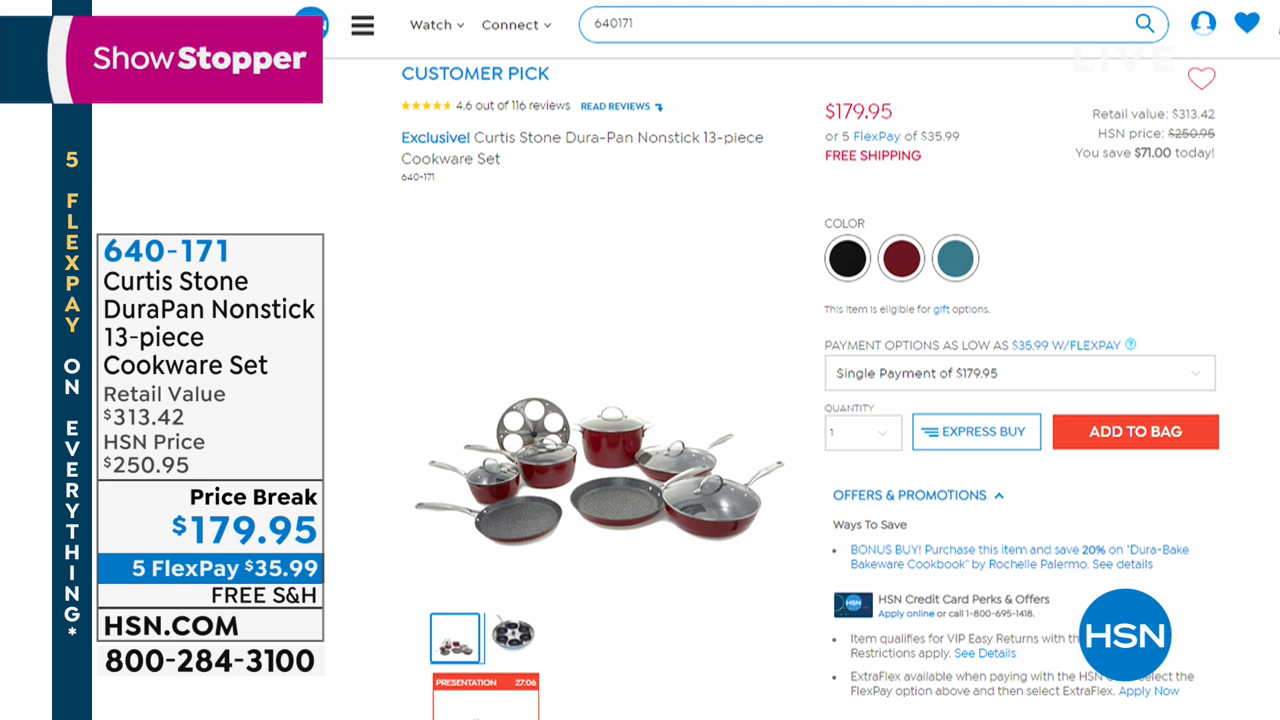 ShowStopper
5 FLEXPAY ON EVERYTHING*
640-171
Curtis Stone
DuraPan Nonstick
13-piece
Cookware Set
Retail Value
$313.42
HSN Price
$250.95
Price Break
$179.95
5 FlexPay $35.99
FREE S&H
HSN.COM
800-284-3100
Watch
Connect
640171
LIVE
CUSTOMER PICK
4.6 out of 116 reviews READ REVIEWS
Exclusive! Curtis Stone Dura-Pan Nonstick 13-piece
Cookware Set
640-171
$179.95
or 5 FlexPay of $35.99
FREE SHIPPING
Retail value: $313.42
HSN price: $250.95
You save $71.00 today!
COLOR
This item is eligible for gift options.
PAYMENT OPTIONS AS LOW AS $35.99 W/FLEXPAY ?
Single Payment of $179.95
QUANTITY
1
EXPRESS BUY
ADD TO BAG
OFFERS & PROMOTIONS
Ways To Save
• BONUS BUY! Purchase this item and save 20% on "Dura-Bake
Bakeware Cookbook" by Rochelle Palermo. See details
HSN
HSN Credit Card Perks & Offers
Apply online or call 1-800-695-1418.
• Item qualifies for VIP Easy Returns with th
Restrictions apply. See Details
• ExtraFlex available when paying with the HSN select the
FlexPay option above and then select ExtraFlex. Apply Now
HSN
PRESENTATION 27:06